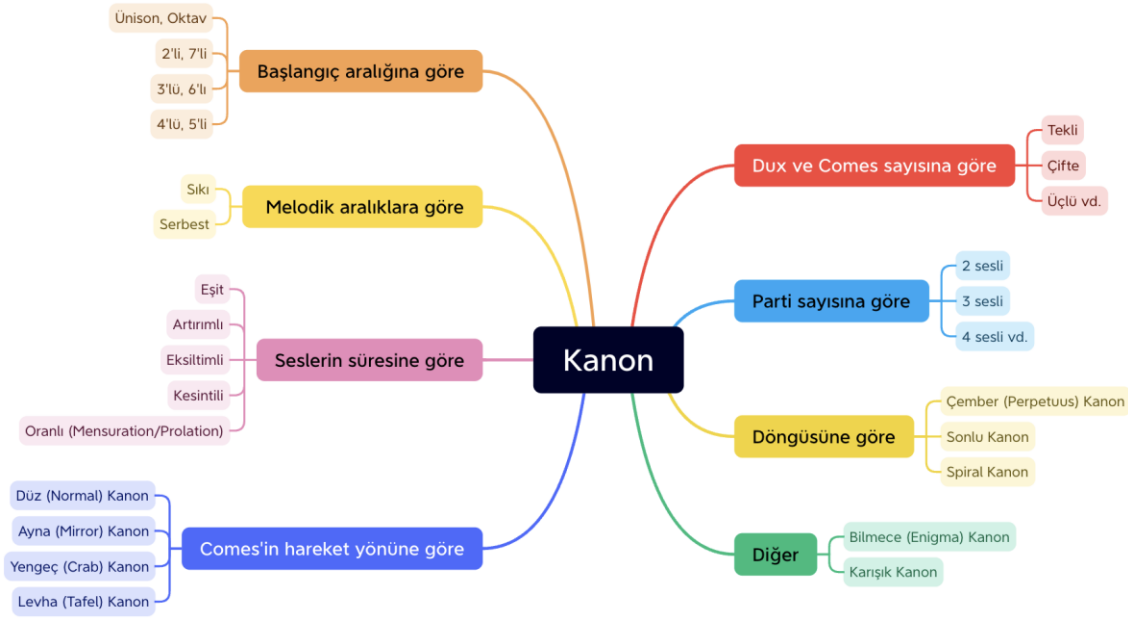 Kanon
Başlangıç aralığına göre
Ünison, Oktav
2'li, 7'li
3'lü, 6'lı
4'lü, 5'li
Melodik aralıklara göre
Sıkı
Serbest
Seslerin süresine göre
Eşit
Artırımlı
Eksiltimli
Kesintili
Oranlı (Mensuration/Prolation)
Comes'in hareket yönüne göre
Düz (Normal) Kanon
Ayna (Mirror) Kanon
Yengeç (Crab) Kanon
Levha (Tafel) Kanon
Dux ve Comes sayısına göre
Tekli
Çifte
Üçlü vd.
Parti sayısına göre
2 sesli
3 sesli
4 sesli vd.
Döngüsüne göre
Çember (Perpetuus) Kanon
Sonlu Kanon
Spiral Kanon
Diğer
Bilmece (Enigma) Kanon
Karışık Kanon